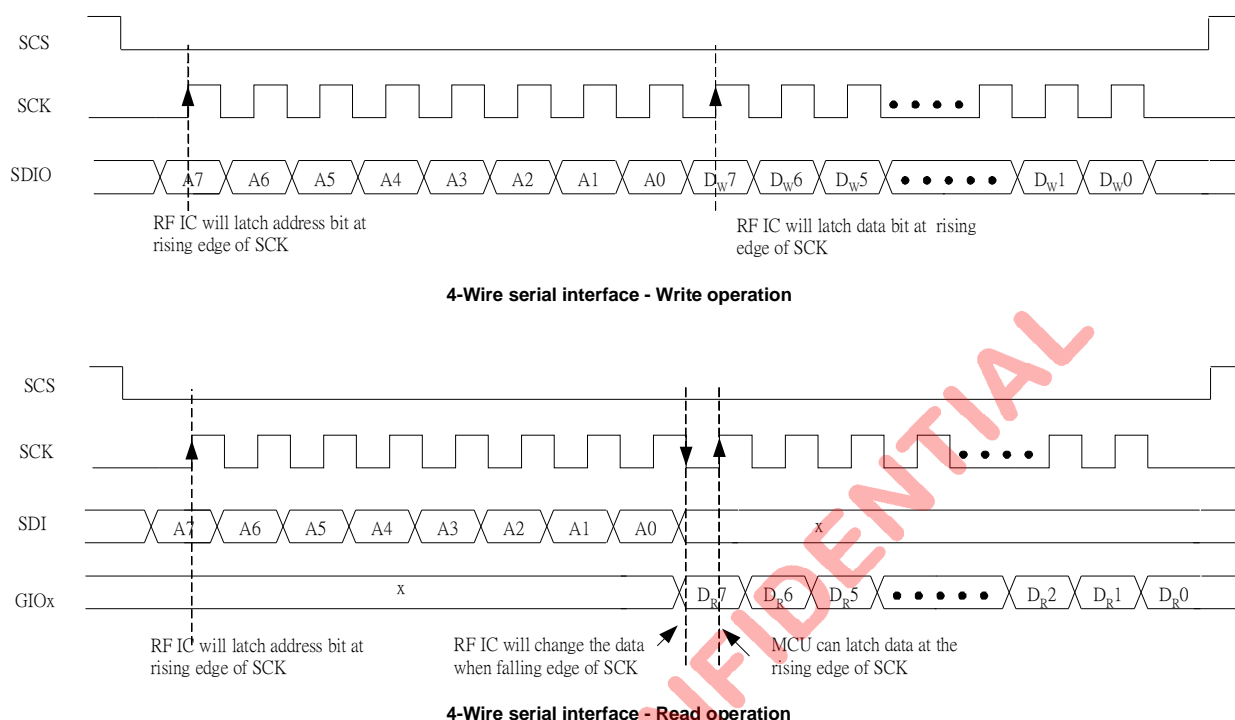 SCS
SCK
SDIO A7 A6 A5 A4 A3 A2 A1 A0 DW7 DW6 DW5 DW1 DW0
RF IC will latch address bit at
rising edge of SCK
RF IC will latch data bit at rising
edge of SCK
4-Wire serial interface - Write operation
SCS
SCK
SDI A7 A6 A5 A4 A3 A2 A1 A0 x
GIOx x DR7 DR6 DR5 DR2 DR1 DR0
RF IC will latch address bit at
rising edge of SCK
RF IC will change the data
when falling edge of SCK
MCU can latch data at the
rising edge of SCK
4-Wire serial interface - Read operation
NFIDENTIAL